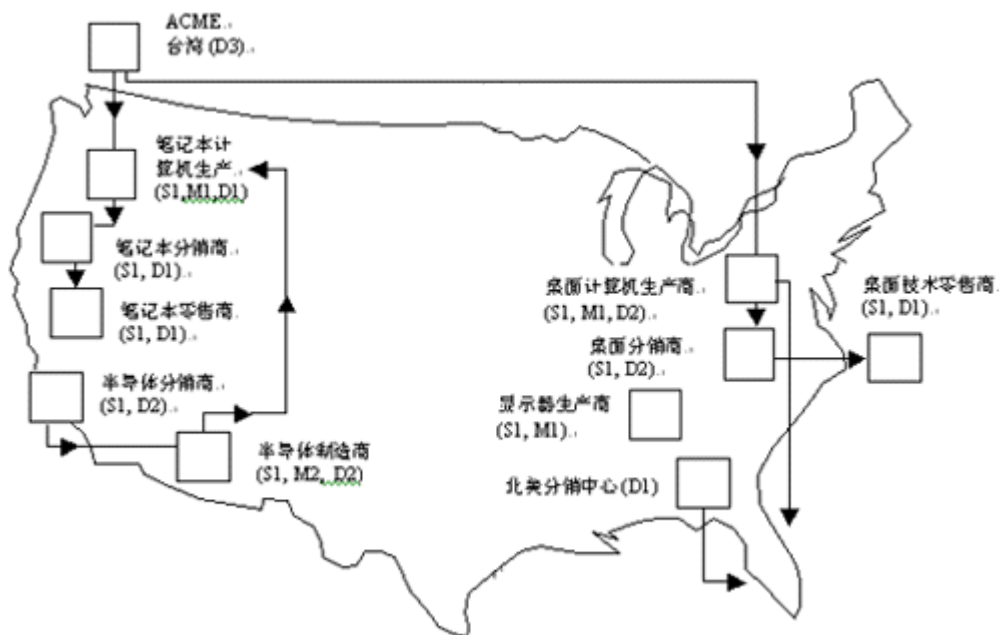 ACME
台湾 (D3)
笔记本计
算机生产
(S1,M1,D1)
笔记本分销商
(S1, D1)
笔记本零售商
(S1, D1)
半导体分销商
(S1, D2)
半导体制造商
(S1, M2, D2)
桌面计算机生产商
(S1, M1, D2)
桌面分销商
(S1, D2)
桌面技术零售商
(S1, D1)
显示器生产商
(S1, M1)
北美分销中心 (D1)